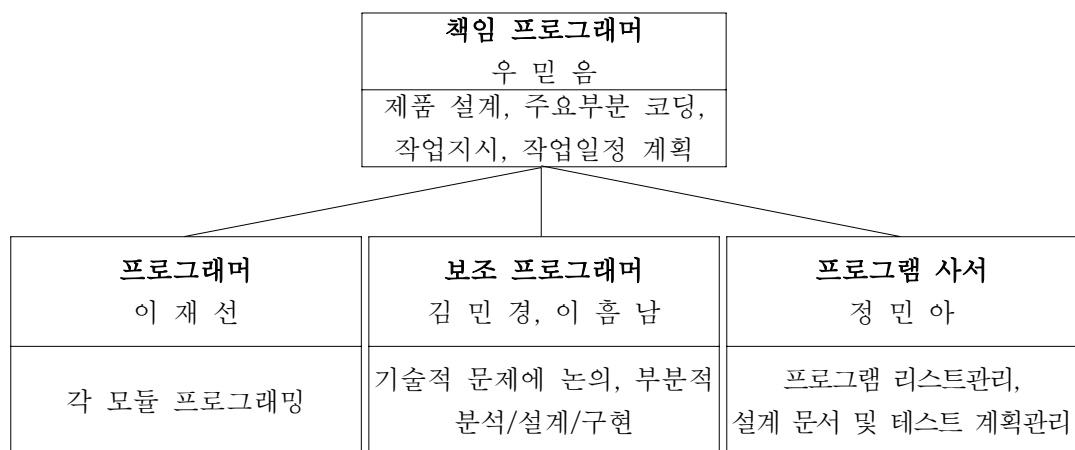 책임 프로그래머
우 믿 음
제품 설계, 주요부분 코딩,
작업지시, 작업일정 계획
프로그래머
이 재 선
각 모듈 프로그래밍
보조 프로그래머
김 민 경, 이 흠 남
기술적 문제에 논의, 부분적
분석/설계/구현
프로그램 사서
정 민 아
프로그램 리스트관리,
설계 문서 및 테스트 계획관리